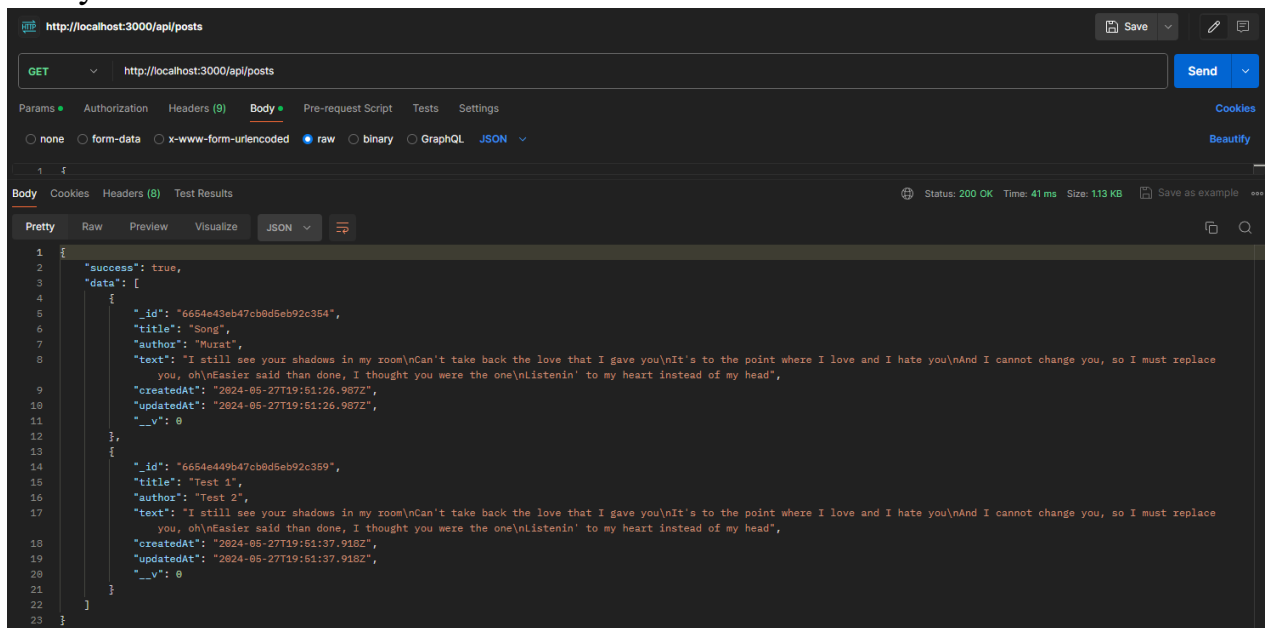 HTTP http://localhost:3000/api/posts Save
GET http://localhost:3000/api/posts Send
Params Authorization Headers (9) Body Pre-request Script Tests Settings Cookies
none form-data x-www-form-urlencoded raw binary GraphQL JSON Beautify
1 {
Body Cookies Headers (8) Test Results Status: 200 OK Time: 41 ms Size: 1.13 KB Save as example
Pretty Raw Preview Visualize JSON
1 {
2 "success": true,
3 "data": [
4 {
5 "_id": "6654e43eb47cb0d5eb92c354",
6 "title": "Song",
7 "author": "Murat",
8 "text": "I still see your shadows in my room\nCan't take back the love that I gave you\nIt's to the point where I love and I hate you\nAnd I cannot change you, so I must replace
you, oh\nEasier said than done, I thought you were the one\nListenin' to my heart instead of my head",
9 "createdAt": "2024-05-27T19:51:26.987Z",
10 "updatedAt": "2024-05-27T19:51:26.987Z",
11 "__v": 0
12 },
13 {
14 "_id": "6654e449b47cb0d5eb92c359",
15 "title": "Test 1",
16 "author": "Test 2",
17 "text": "I still see your shadows in my room\nCan't take back the love that I gave you\nIt's to the point where I love and I hate you\nAnd I cannot change you, so I must replace
you, oh\nEasier said than done, I thought you were the one\nListenin' to my heart instead of my head",
18 "createdAt": "2024-05-27T19:51:37.918Z",
19 "updatedAt": "2024-05-27T19:51:37.918Z",
20 "__v": 0
21 }
22 ]
23 }